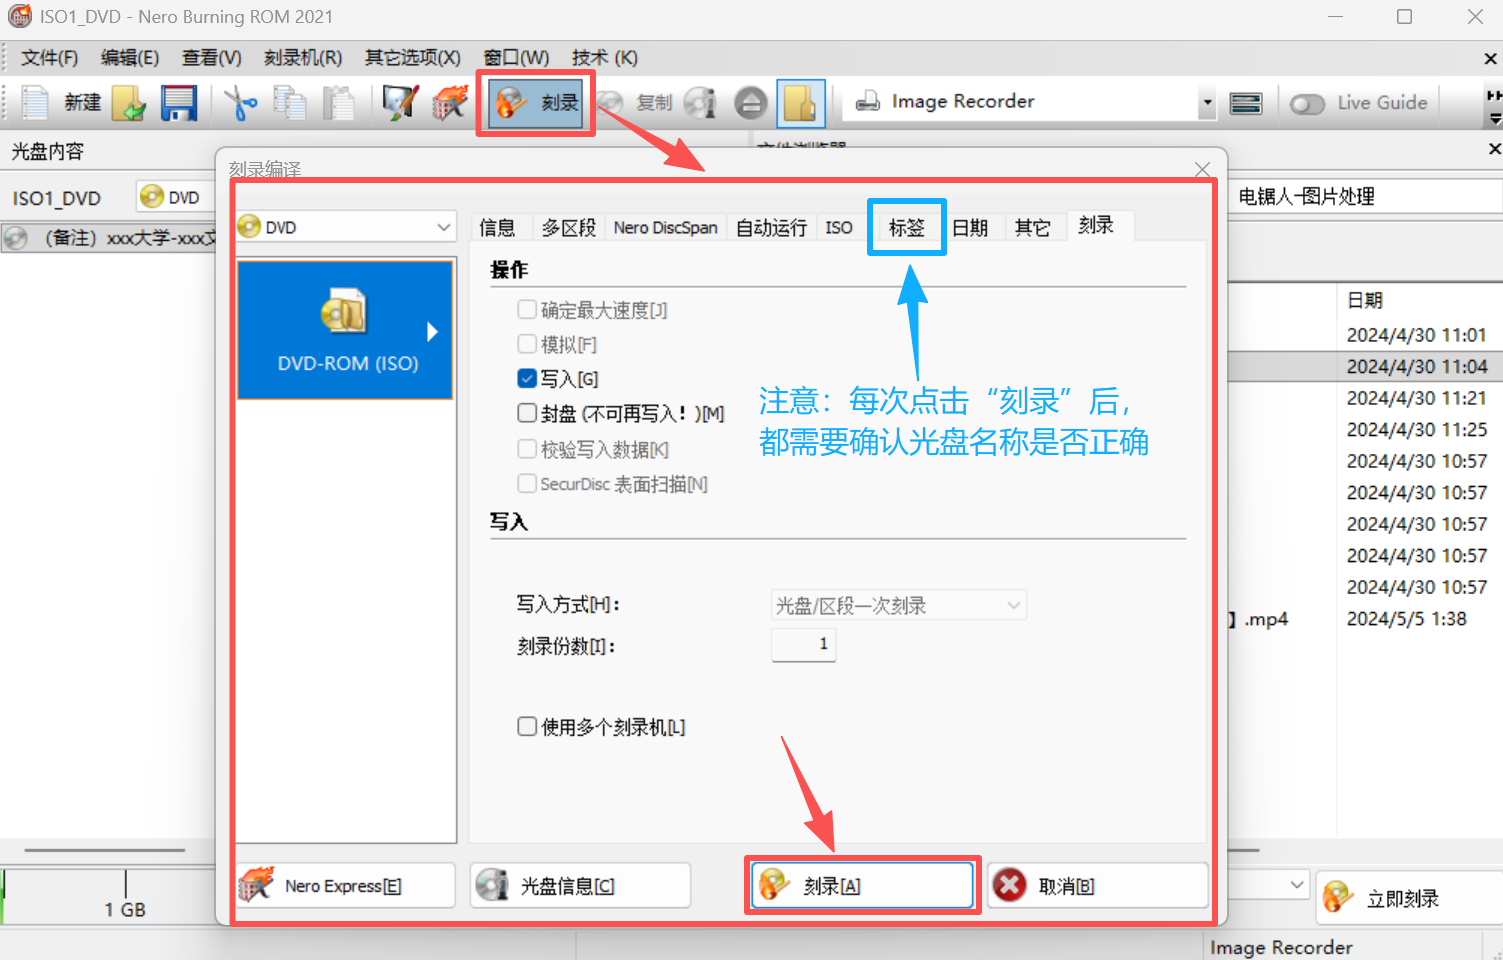 ISO1_DVD - Nero Burning ROM 2021
文件(F) 编辑(E) 查看(V) 刻录机(R) 其它选项(X) 窗口(W) 技术 (K)
新建 刻录 复制 Image Recorder Live Guide
光盘内容
刻录编译
ISO1_DVD DVD
电锯人-图片处理
（备注）xxx大学-xxx
DVD
信息 多区段 Nero DiscSpan 自动运行 ISO 标签 日期 其它 刻录
DVD-ROM (ISO)
操作
确定最大速度[J]
模拟[F]
写入[G]
封盘 (不可再写入！)[M]
校验写入数据[K]
SecurDisc 表面扫描[N]
注意：每次点击“刻录”后，
都需要确认光盘名称是否正确
写入
写入方式[H]： 光盘/区段一次刻录
刻录份数[I]： 1
使用多个刻录机[L]
日期
2024/4/30 11:01
2024/4/30 11:04
2024/4/30 11:21
2024/4/30 11:25
2024/4/30 10:57
2024/4/30 10:57
2024/4/30 10:57
2024/4/30 10:57
2024/4/30 10:57
】.mp4 2024/5/5 1:38
Nero Express[E] 光盘信息[C] 刻录[A] 取消[B]
1 GB
立即刻录
Image Recorder